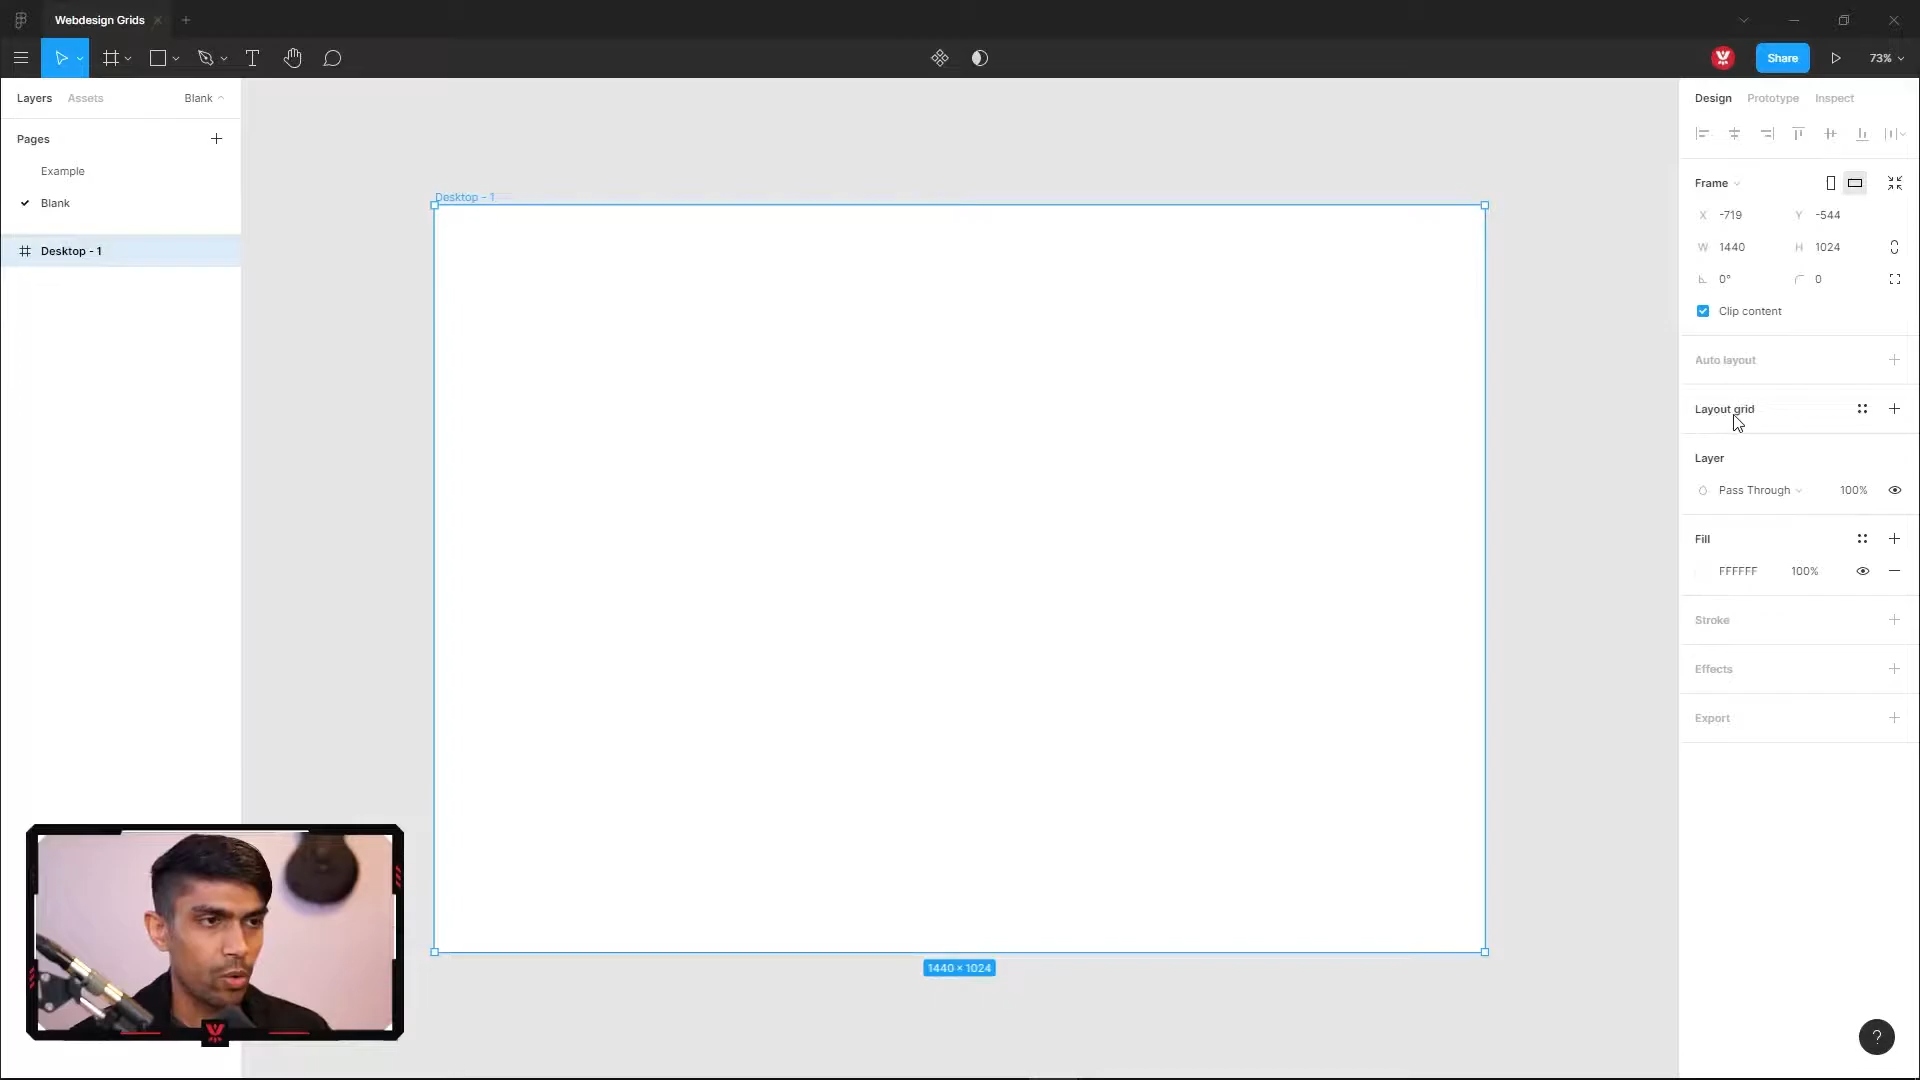 Webdesign Grids
Share
73%
Layers Assets Blank
Pages
Example
Blank
Desktop - 1
Desktop - 1
1440 × 1024
Design Prototype Inspect
Frame
X -719 Y -544
W 1440 H 1024
0° 0
Clip content
Auto layout
Layout grid
Layer
Pass Through 100%
Fill
FFFFFF 100%
Stroke
Effects
Export
?